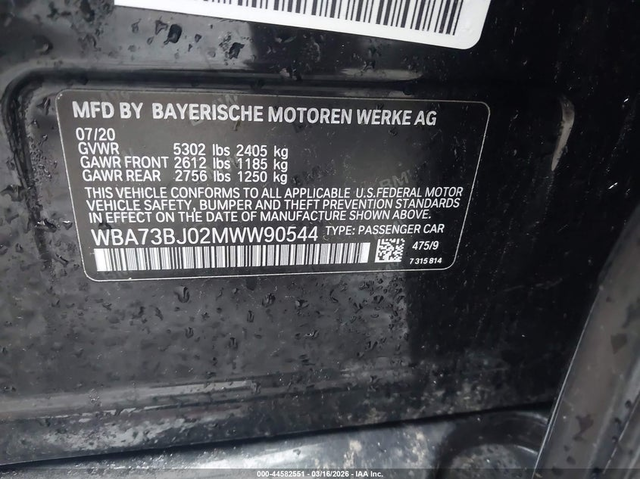 MFD BY BAYERISCHE MOTOREN WERKE AG
07/20
GVWR 5302 lbs 2405 kg
GAWR FRONT 2612 lbs 1185 kg
GAWR REAR 2756 lbs 1250 kg
THIS VEHICLE CONFORMS TO ALL APPLICABLE U.S.FEDERAL MOTOR
VEHICLE SAFETY, BUMPER AND THEFT PREVENTION STANDARDS
IN EFFECT ON THE DATE OF MANUFACTURE SHOWN ABOVE.
WBA73BJ02MWW90544 TYPE: PASSENGER CAR
475/9
7 315 814
000-44582551 - 03/16/2026 - IAA Inc.